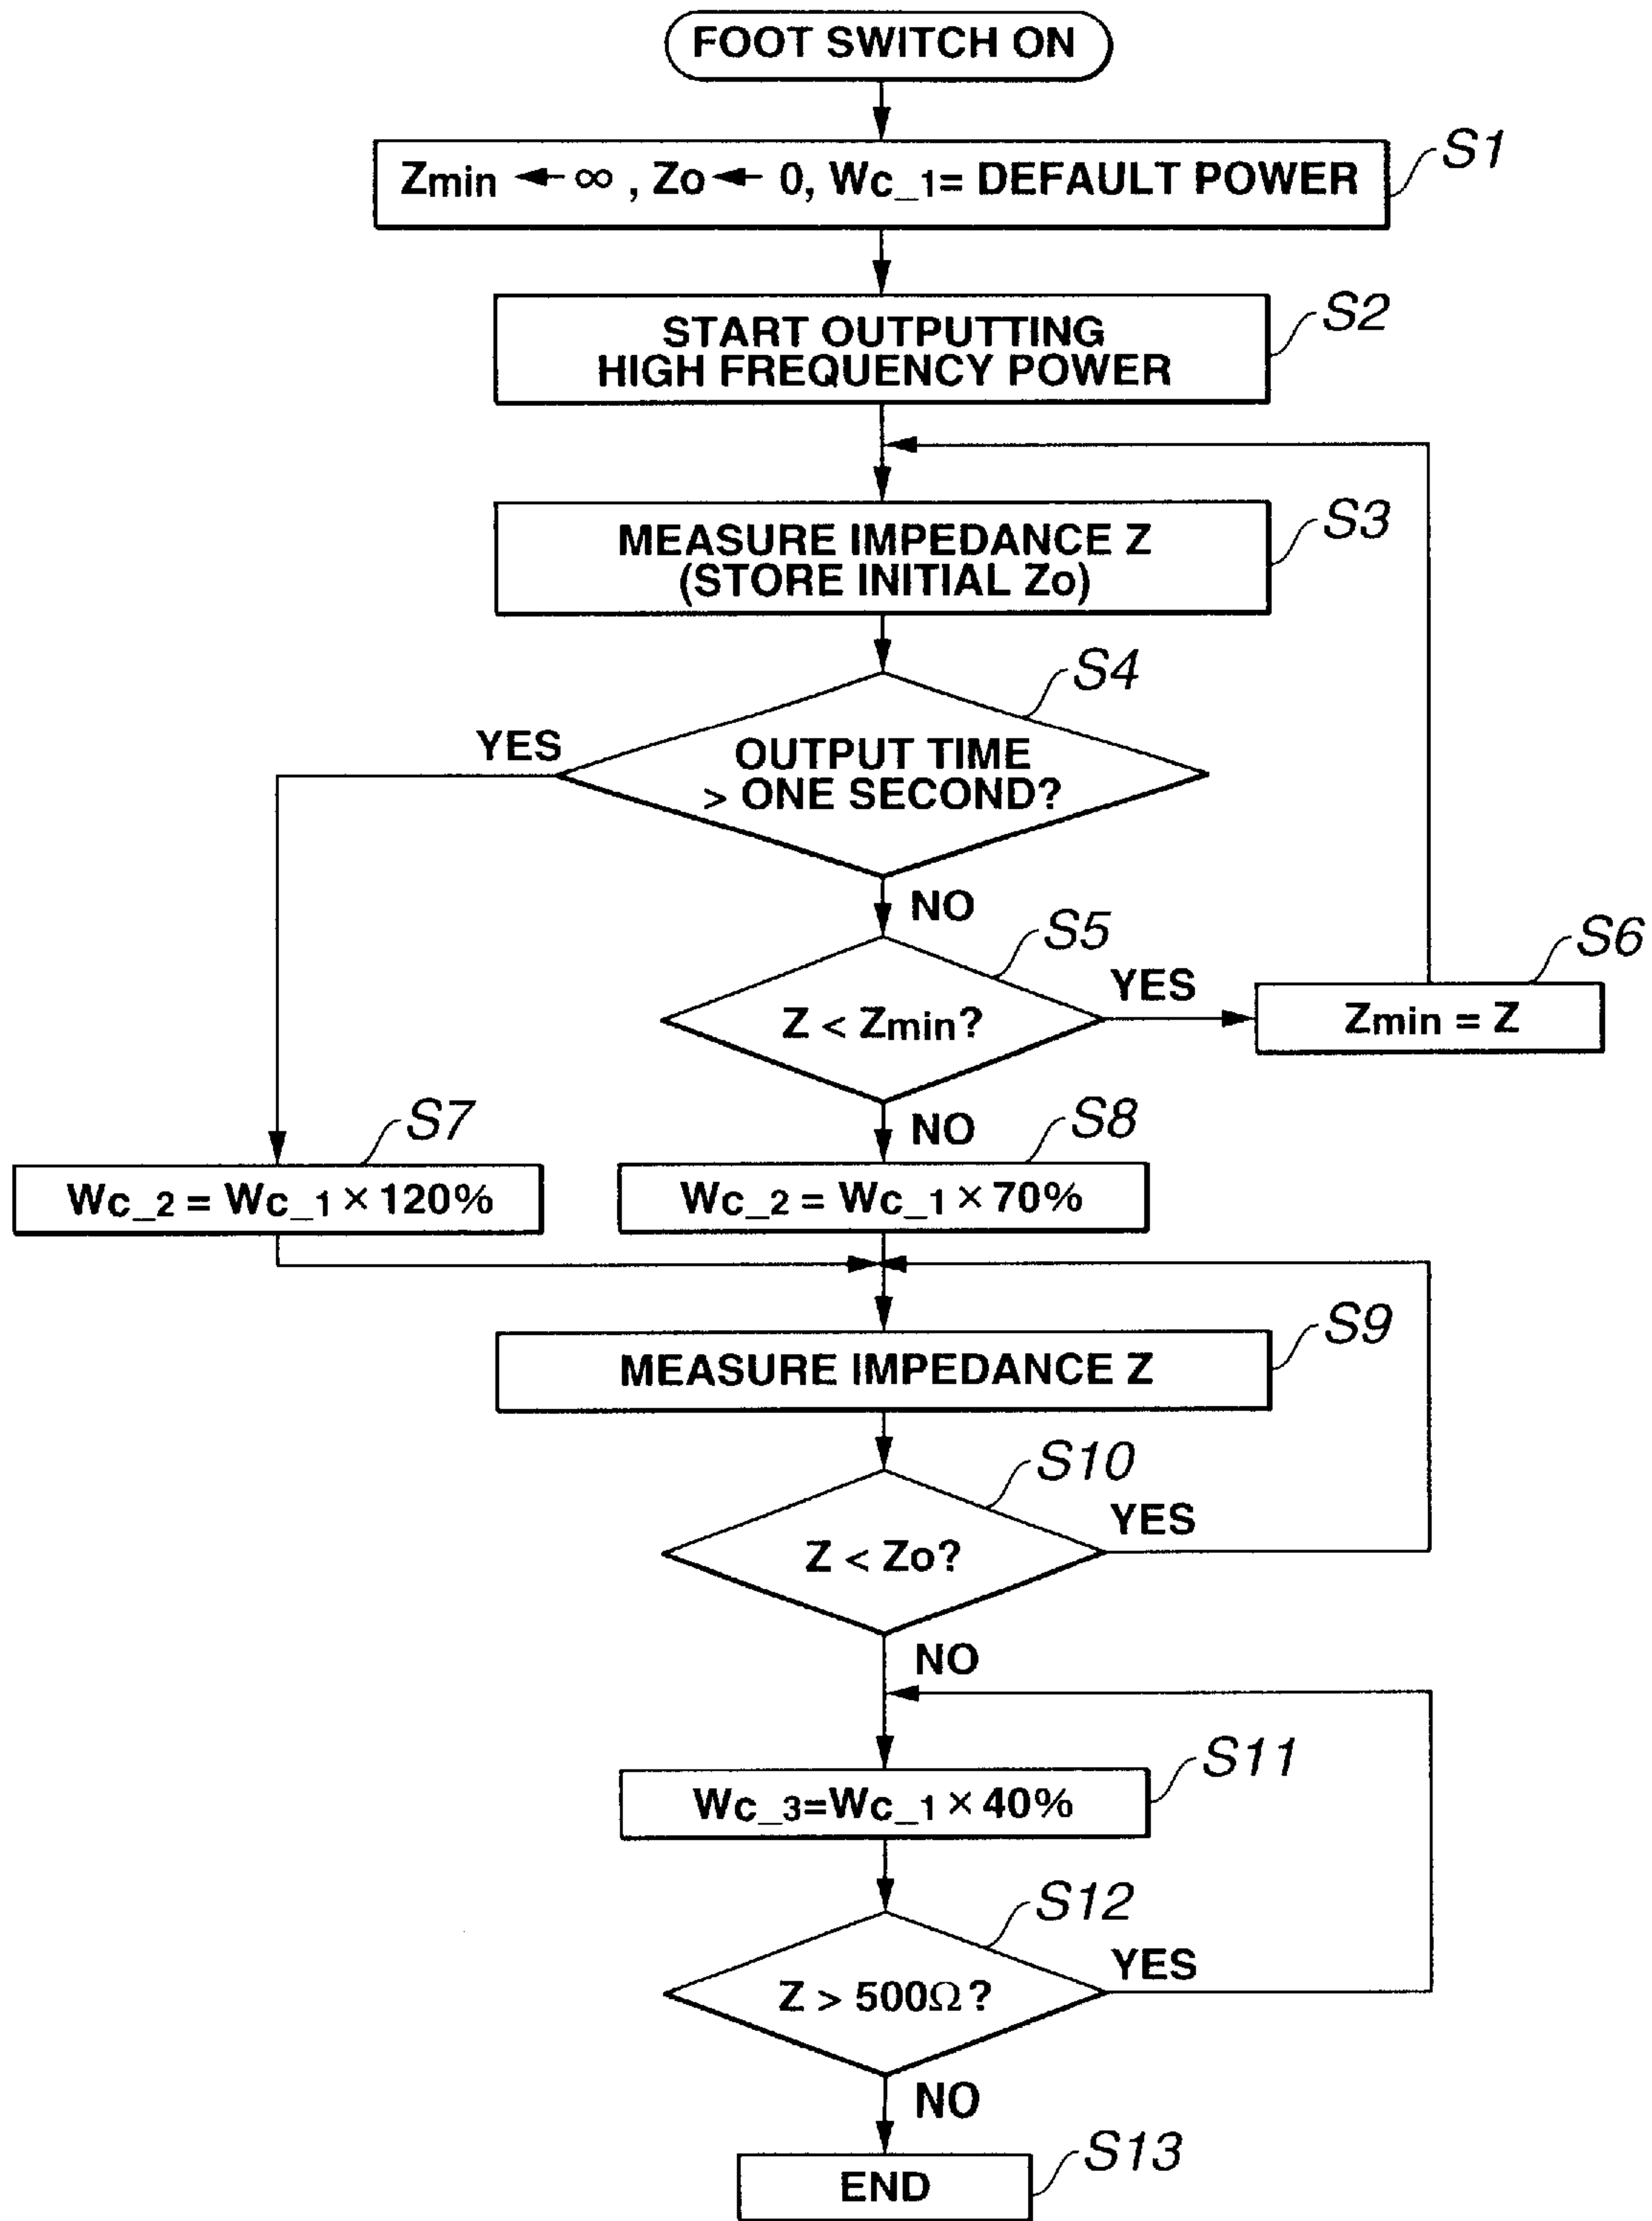 FOOT SWITCH ON
Zmin ← ∞ , Zo ← 0, Wc_1= DEFAULT POWER
S1
START OUTPUTTING
HIGH FREQUENCY POWER
S2
MEASURE IMPEDANCE Z
(STORE INITIAL Zo)
S3
S4
YES
OUTPUT TIME
> ONE SECOND?
NO
S5
Z < Zmin?
YES
S6
Zmin = Z
NO
S7
Wc_2 = Wc_1 × 120%
S8
Wc_2 = Wc_1 × 70%
S9
MEASURE IMPEDANCE Z
S10
Z < Zo?
YES
NO
S11
Wc_3=Wc_1 × 40%
S12
Z > 500Ω?
YES
NO
S13
END